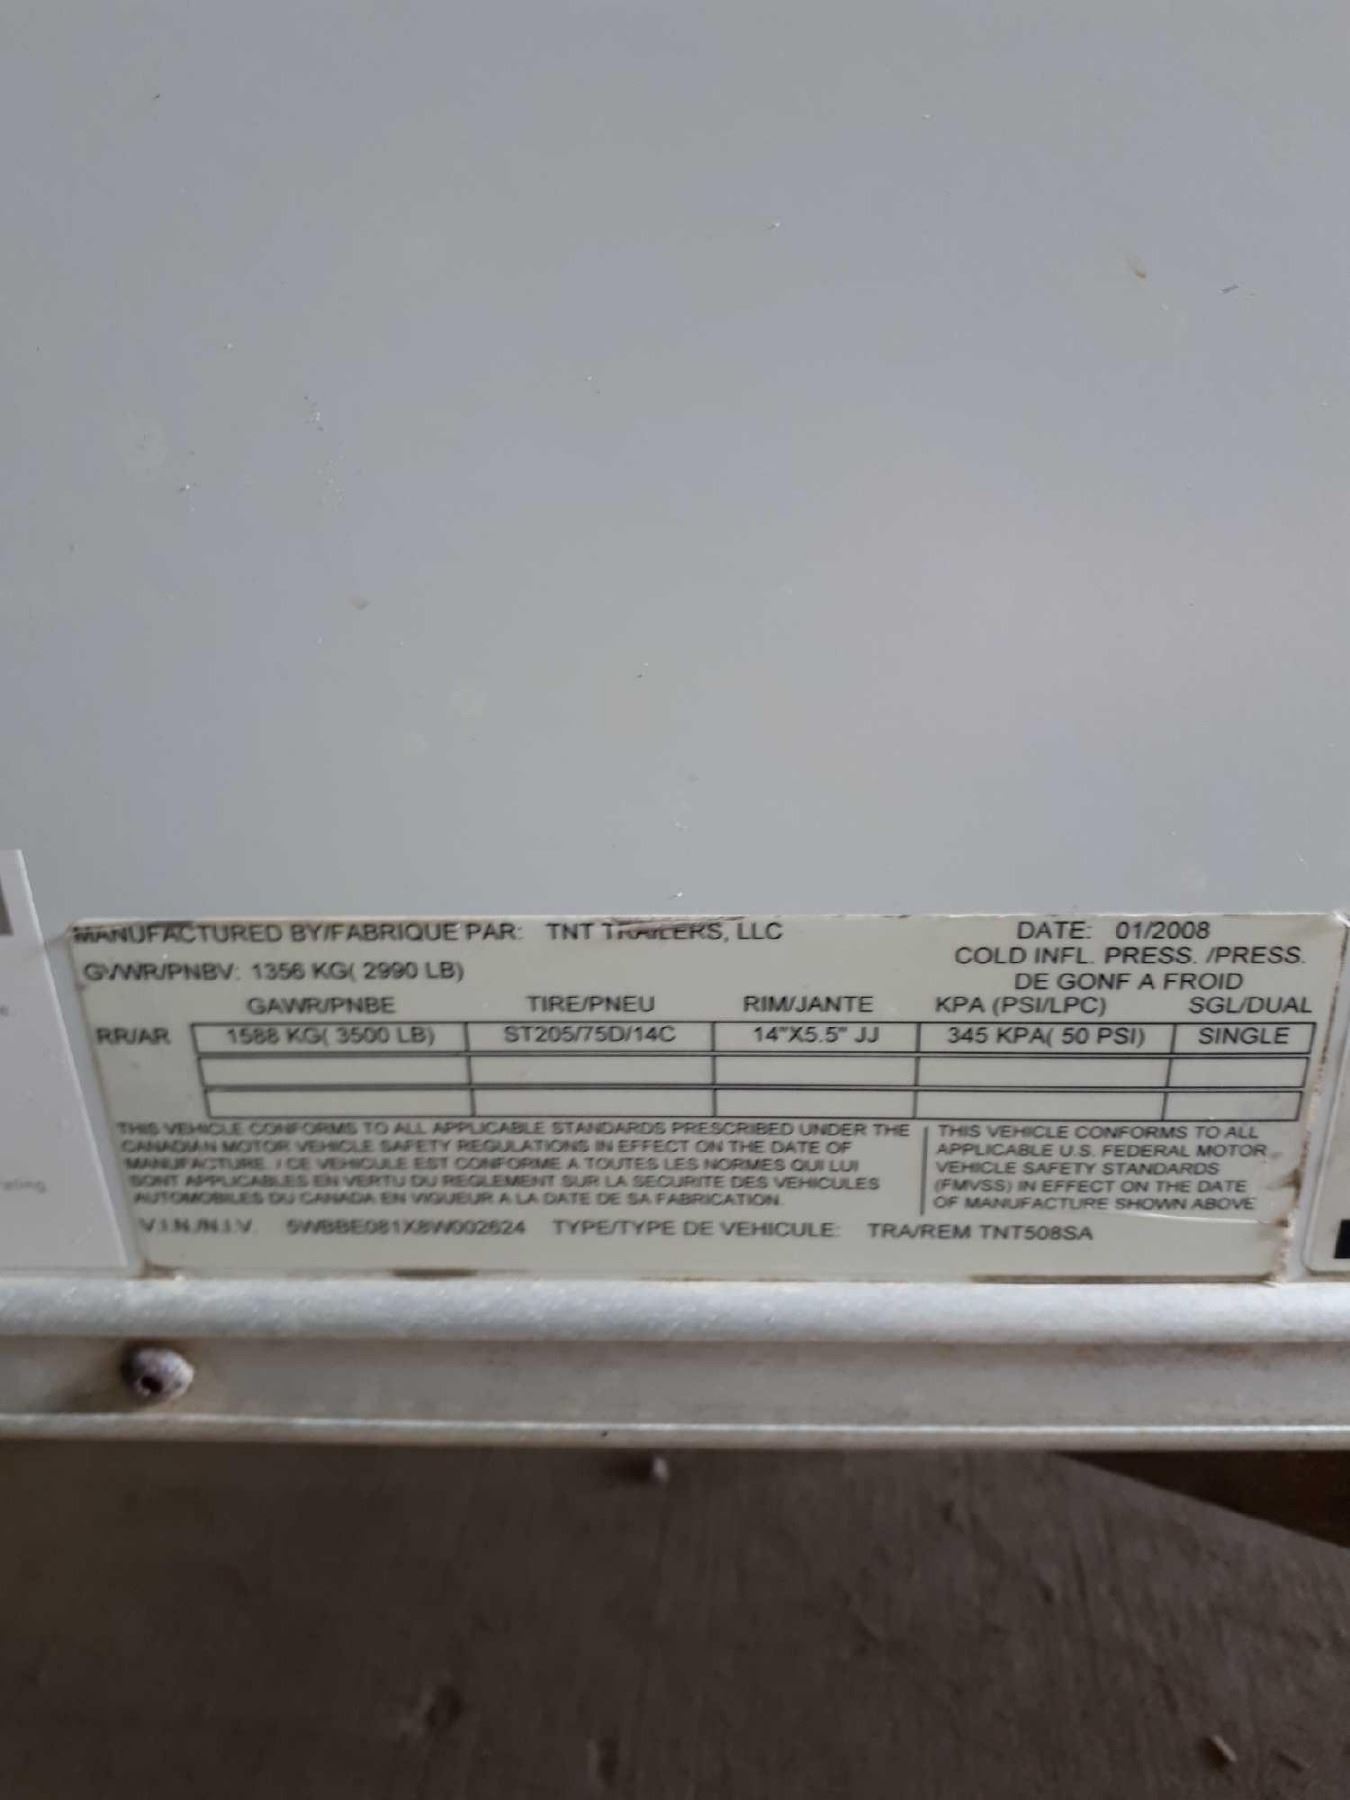 MANUFACTURED BY/FABRIQUE PAR: TNT TRAILERS, LLC DATE: 01/2008
GVWR/PNBV: 1356 KG( 2990 LB) COLD INFL. PRESS. /PRESS.
DE GONF A FROID
GAWR/PNBE TIRE/PNEU RIM/JANTE KPA (PSI/LPC) SGL/DUAL
RR/AR 1588 KG( 3500 LB) ST205/75D/14C 14"X5.5" JJ 345 KPA( 50 PSI) SINGLE
THIS VEHICLE CONFORMS TO ALL APPLICABLE STANDARDS PRESCRIBED UNDER THE
CANADIAN MOTOR VEHICLE SAFETY REGULATIONS IN EFFECT ON THE DATE OF
MANUFACTURE. / CE VEHICULE EST CONFORME A TOUTES LES NORMES QUI LUI
SONT APPLICABLES EN VERTU DU REGLEMENT SUR LA SECURITE DES VEHICULES
AUTOMOBILES DU CANADA EN VIGUEUR A LA DATE DE SA FABRICATION.
THIS VEHICLE CONFORMS TO ALL
APPLICABLE U.S. FEDERAL MOTOR
VEHICLE SAFETY STANDARDS
(FMVSS) IN EFFECT ON THE DATE
OF MANUFACTURE SHOWN ABOVE
V.I.N./N.I.V. 5WBBE081X8W002624 TYPE/TYPE DE VEHICULE: TRA/REM TNT508SA